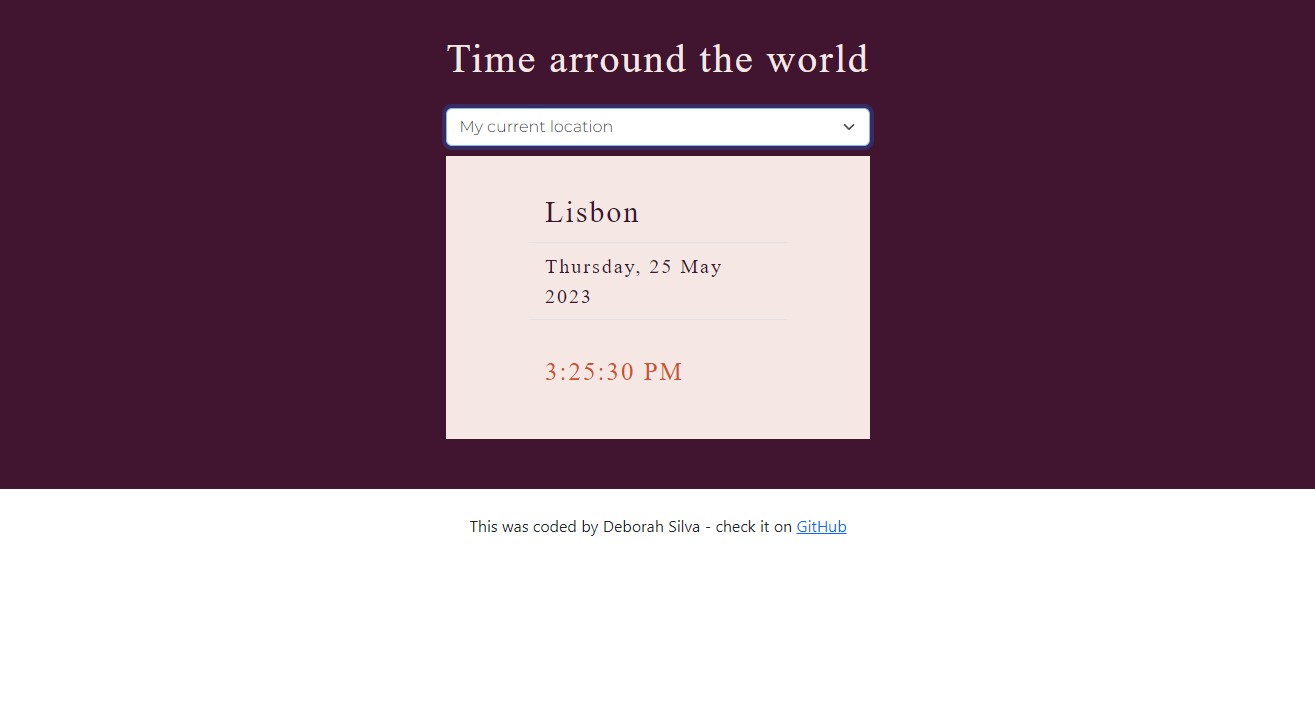 Time arround the world
My current location
Lisbon
Thursday, 25 May
2023
3:25:30 PM
This was coded by Deborah Silva - check it on GitHub